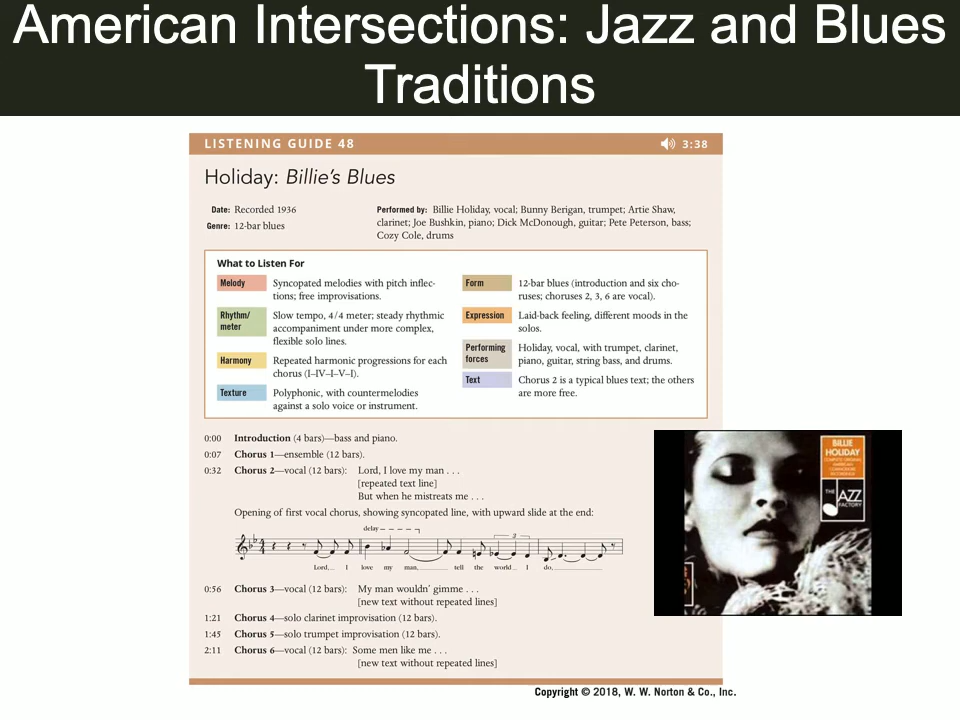 American Intersections: Jazz and Blues
Traditions
LISTENING GUIDE 48
3:38
Holiday: Billie's Blues
Date: Recorded 1936
Genre: 12-bar blues
Performed by: Billie Holiday, vocal; Bunny Berigan, trumpet; Artie Shaw,
clarinet; Joe Bushkin, piano; Dick McDonough, guitar; Pete Peterson, bass;
Cozy Cole, drums
What to Listen For
Melody
Syncopated melodies with pitch inflec-
tions; free improvisations.
Rhythm/
meter
Slow tempo, 4/4 meter; steady rhythmic
accompaniment under more complex,
flexible solo lines.
Harmony
Repeated harmonic progressions for each
chorus (I–IV–I–V–I).
Texture
Polyphonic, with countermelodies
against a solo voice or instrument.
Form
12-bar blues (introduction and six cho-
ruses; choruses 2, 3, 6 are vocal).
Expression
Laid-back feeling, different moods in the
solos.
Performing
forces
Holiday, vocal, with trumpet, clarinet,
piano, guitar, string bass, and drums.
Text
Chorus 2 is a typical blues text; the others
are more free.
0:00 Introduction (4 bars)—bass and piano.
0:07 Chorus 1—ensemble (12 bars).
0:32 Chorus 2—vocal (12 bars): Lord, I love my man . . .
[repeated text line]
But when he mistreats me . . .
Opening of first vocal chorus, showing syncopated line, with upward slide at the end:
delay
3
Lord, I love my man, tell the world I do,
0:56 Chorus 3—vocal (12 bars): My man wouldn' gimme . . .
[new text without repeated lines]
1:21 Chorus 4—solo clarinet improvisation (12 bars).
1:45 Chorus 5—solo trumpet improvisation (12 bars).
2:11 Chorus 6—vocal (12 bars): Some men like me . . .
[new text without repeated lines]
BILLIE
HOLIDAY
THE
JAZZ
FACTORY
Copyright © 2018, W. W. Norton & Co., Inc.